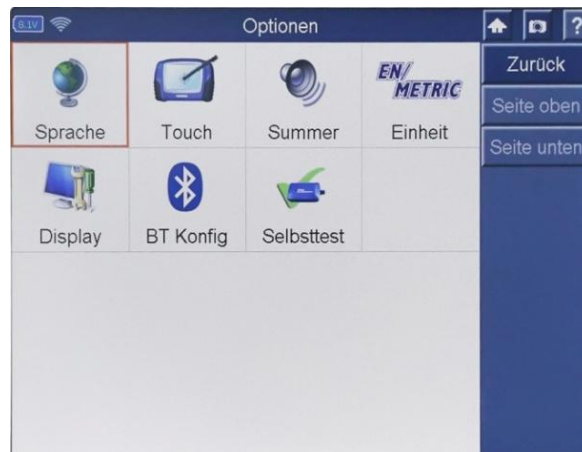 8.1V
Optionen
?
Zurück
Seite oben
Seite unten
EN/
METRIC
Sprache
Touch
Summer
Einheit
Display
BT Konfig
Selbsttest